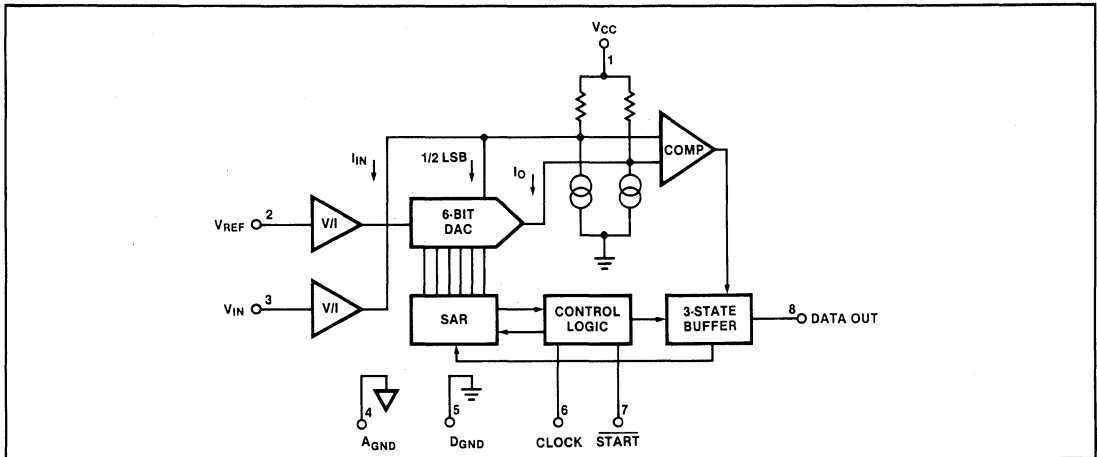 VCC
1
COMP
IIN
1/2 LSB
IO
6-BIT
DAC
2
VREF
V/I
3
VIN
V/I
SAR
CONTROL
LOGIC
3-STATE
BUFFER
8
DATA OUT
4
5
6
7
AGND
DGND
CLOCK
START